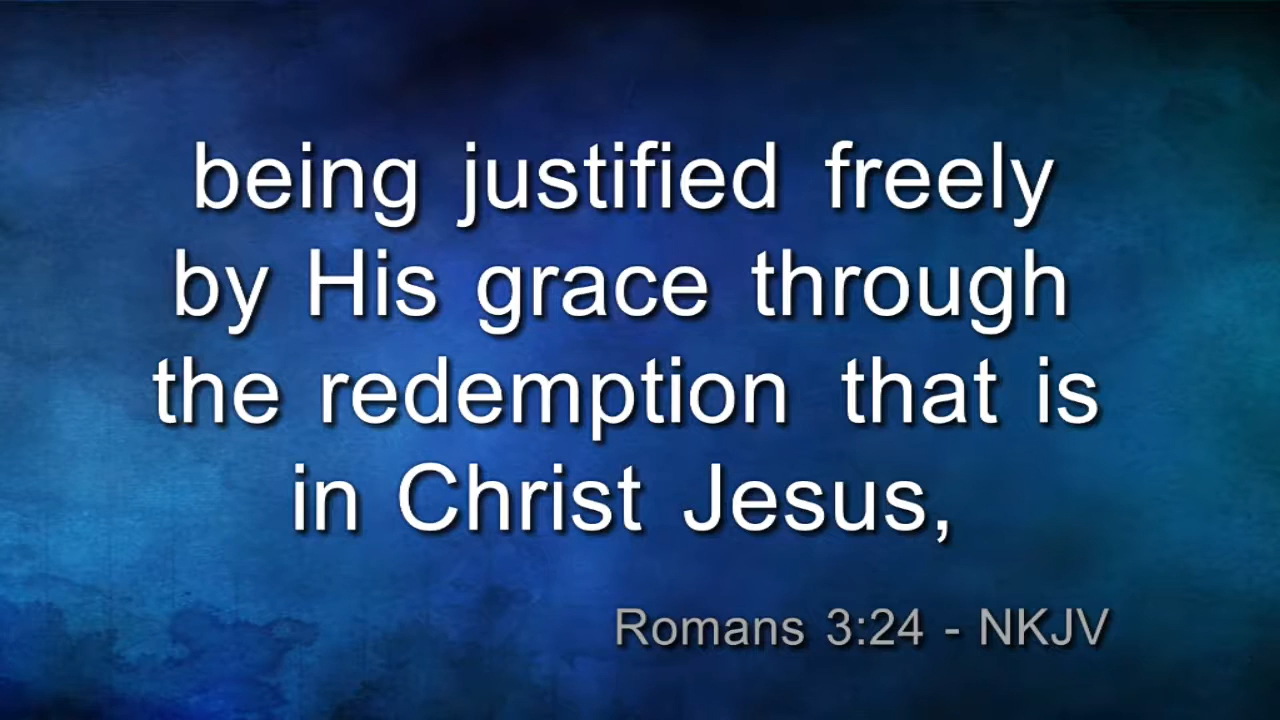 being justified freely
by His grace through
the redemption that is
in Christ Jesus,
Romans 3:24 - NKJV